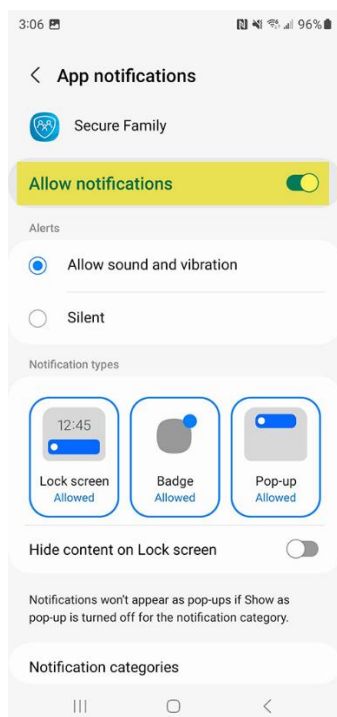 3:06 96%
App notifications
Secure Family
Allow notifications
Alerts
Allow sound and vibration
Silent
Notification types
12:45
Lock screen Badge Pop-up
Allowed Allowed Allowed
Hide content on Lock screen
Notifications won't appear as pop-ups if Show as
pop-up is turned off for the notification category.
Notification categories